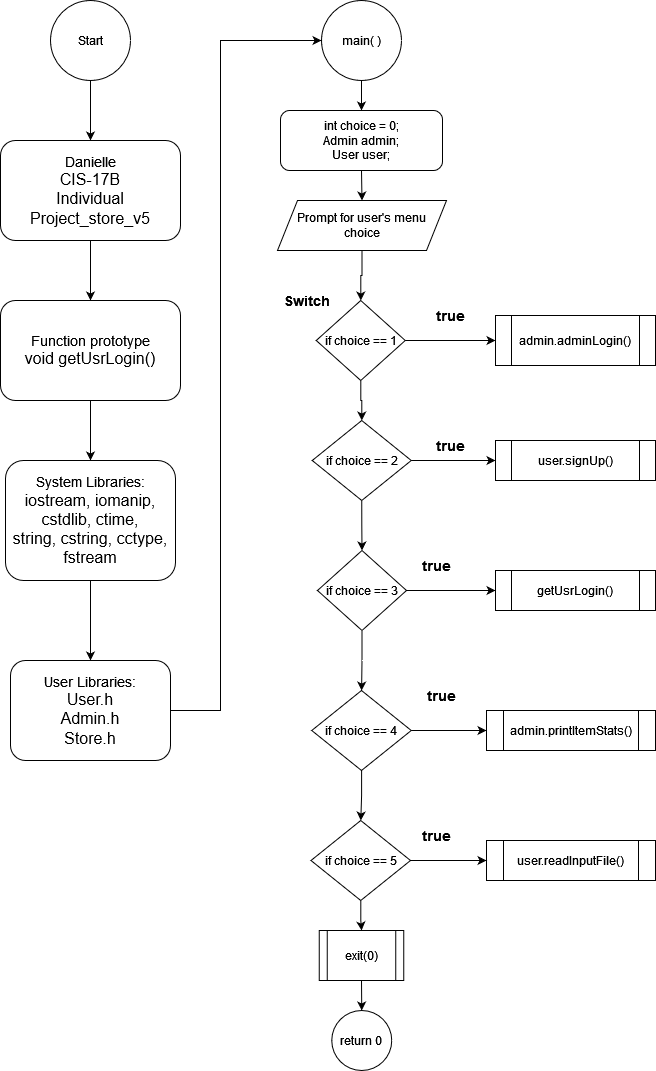 Start
Danielle
CIS-17B
Individual
Project_store_v5
Function prototype
void getUsrLogin()
System Libraries:
iostream, iomanip,
cstdlib, ctime,
string, cstring, cctype,
fstream
User Libraries:
User.h
Admin.h
Store.h
main( )
int choice = 0;
Admin admin;
User user;
Prompt for user's menu
choice
Switch
if choice == 1
true
admin.adminLogin()
if choice == 2
true
user.signUp()
if choice == 3
true
getUsrLogin()
if choice == 4
true
admin.printItemStats()
if choice == 5
true
user.readInputFile()
exit(0)
return 0